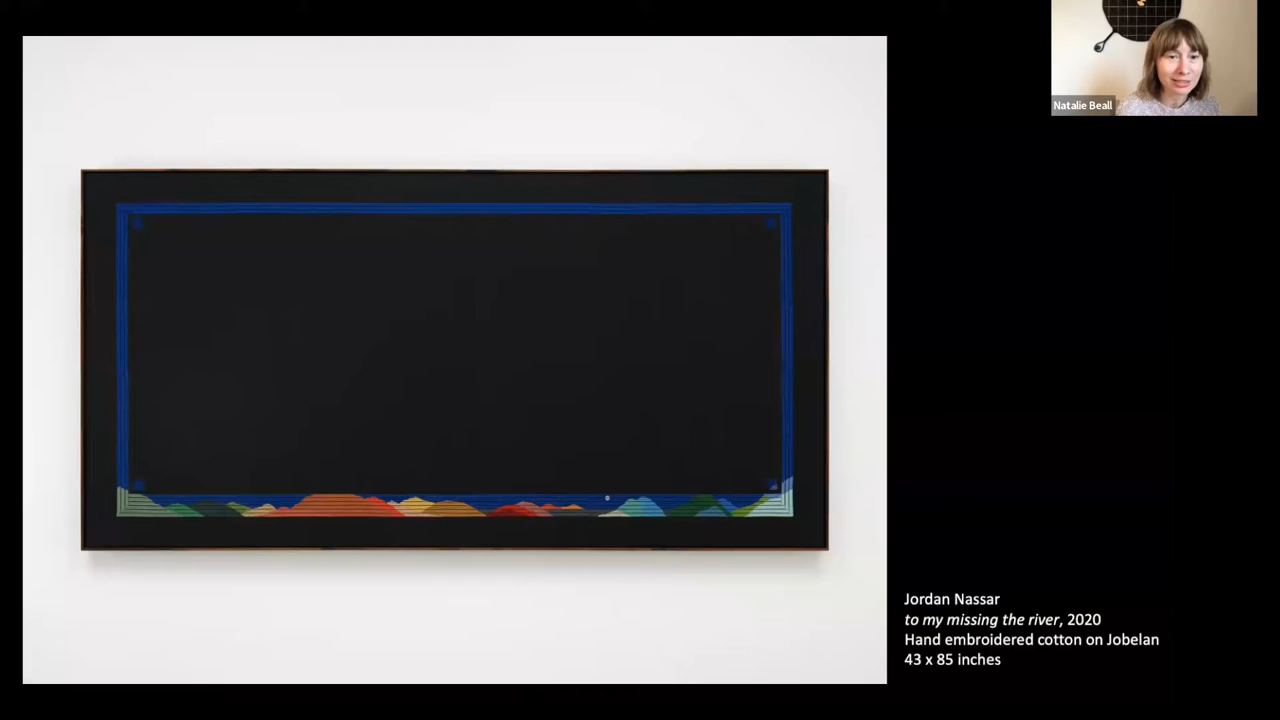 Natalie Beall
Jordan Nassar
to my missing the river, 2020
Hand embroidered cotton on Jobelan
43 x 85 inches